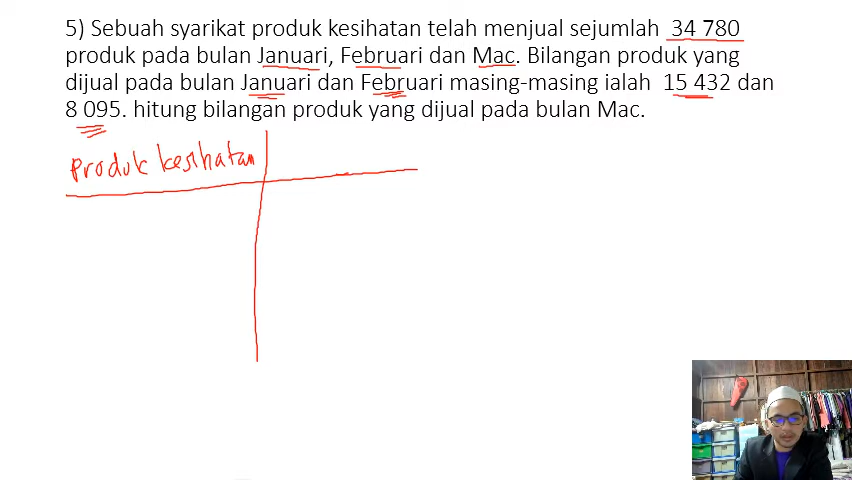 5) Sebuah syarikat produk kesihatan telah menjual sejumlah 34 780
produk pada bulan Januari, Februari dan Mac. Bilangan produk yang
dijual pada bulan Januari dan Februari masing-masing ialah 15 432 dan
8 095. hitung bilangan produk yang dijual pada bulan Mac.
Produk kesihatan